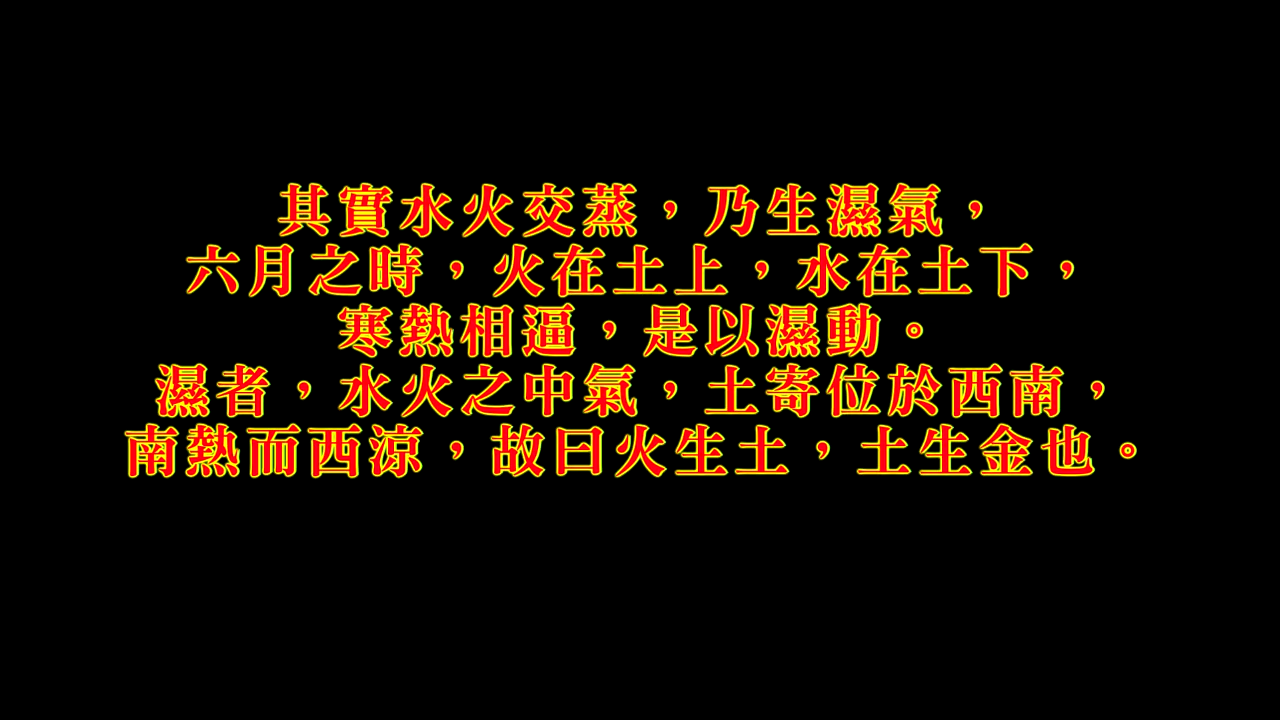 其實水火交蒸，乃生濕氣，
六月之時，火在土上，水在土下，
寒熱相逼，是以濕動。
濕者，水火之中氣，土寄位於西南，
南熱而西涼，故曰火生土，土生金也。